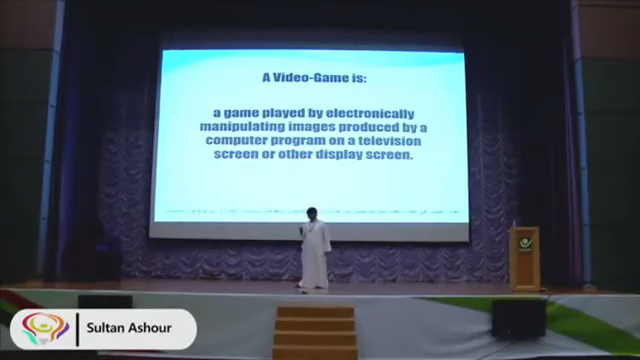 A Video-Game is:
a game played by electronically
manipulating images produced by a
computer program on a television
screen or other display screen.
Sultan Ashour